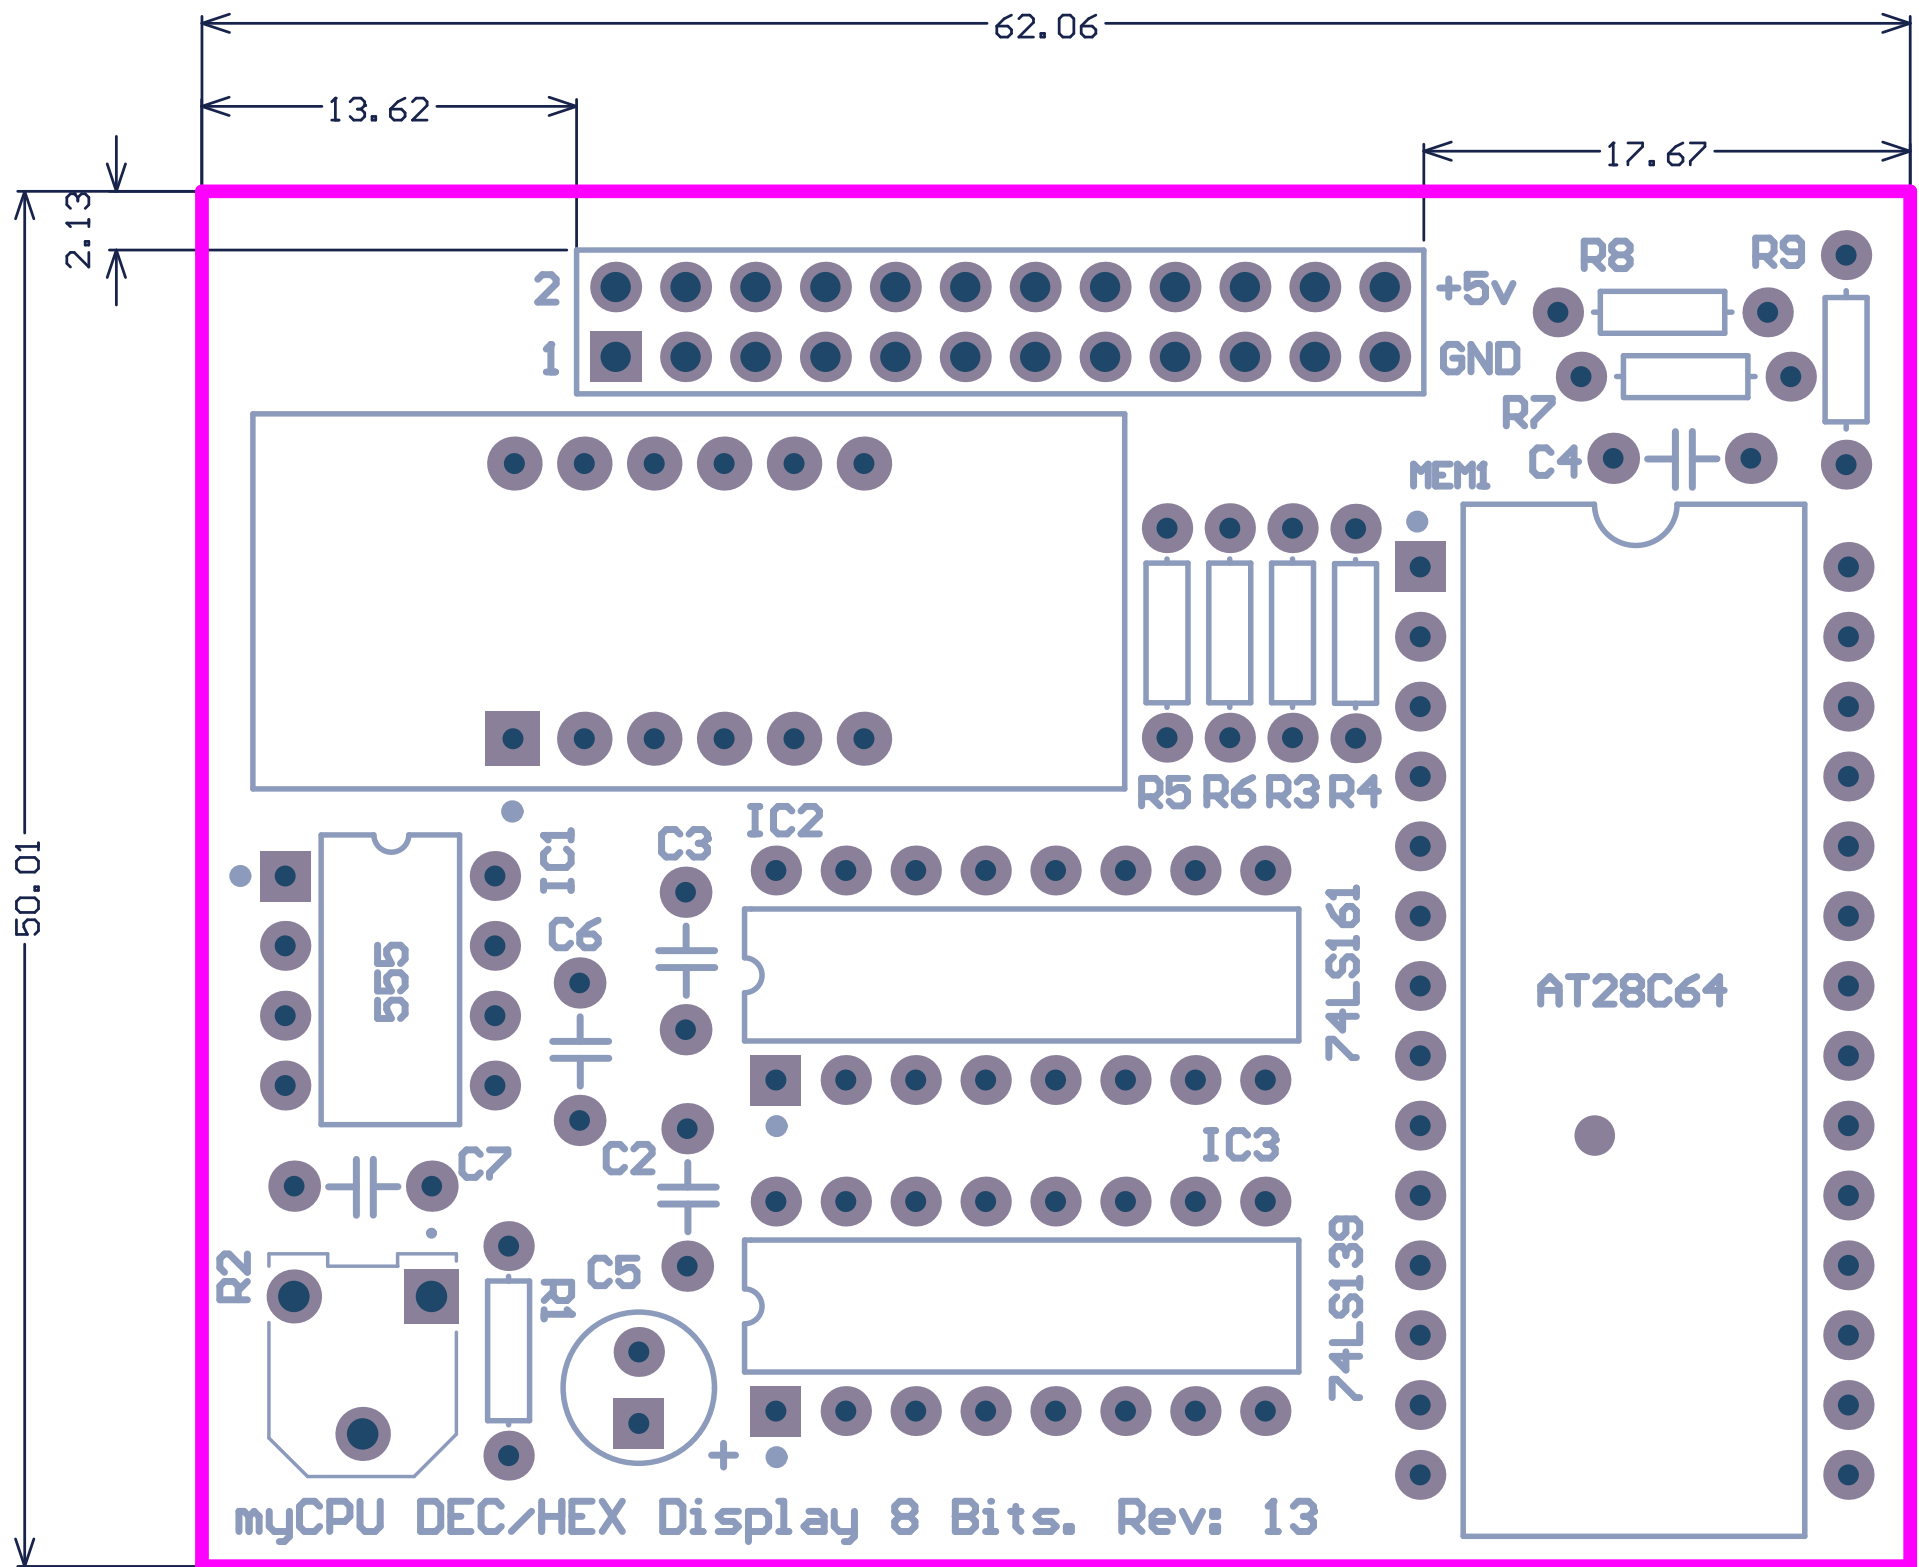 62.06
13.62
17.67
2.13
R8
R9
2
+5v
1
GND
R7
C4
MEM1
R5
R6
R3
R4
IC2
C3
IC1
50.01
C6
555
74LS161
AT28C64
IC3
C2
C7
R2
C5
R1
74LS139
+
myCPU DEC/HEX Display 8 Bits. Rev: 13